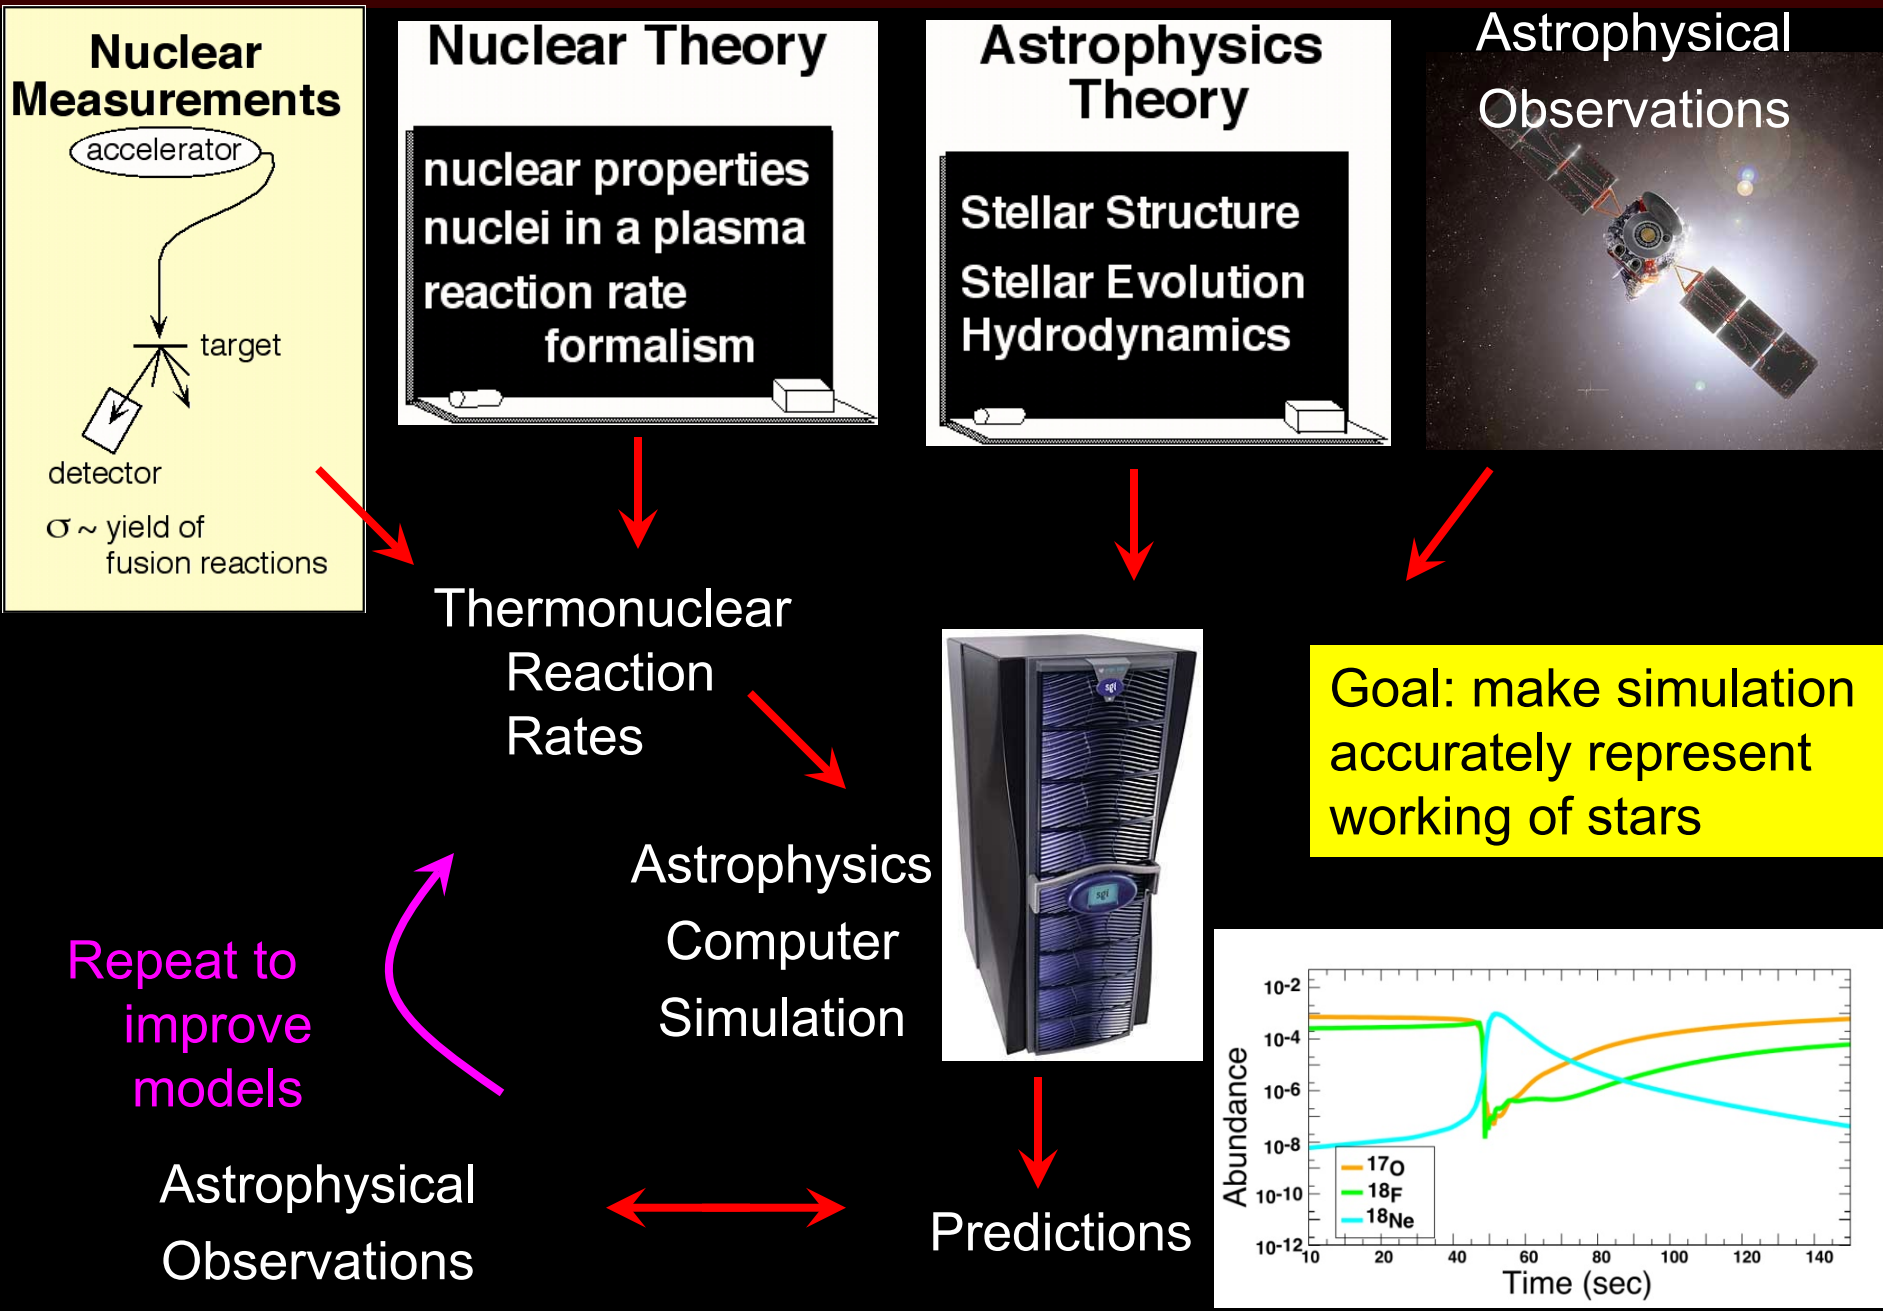 Nuclear
Measurements
accelerator
target
detector
σ ~ yield of
fusion reactions
Nuclear Theory
nuclear properties
nuclei in a plasma
reaction rate
formalism
Astrophysics
Theory
Stellar Structure
Stellar Evolution
Hydrodynamics
Astrophysical
Observations
Thermonuclear
Reaction
Rates
sgi
sgi
Goal: make simulation
accurately represent
working of stars
Astrophysics
Computer
Simulation
Repeat to
improve
models
Astrophysical
Observations
Predictions
Abundance
10-2
10-4
10-6
10-8
10-10
10-12
17O
18F
18Ne
10 20 40 60 80 100 120 140
Time (sec)